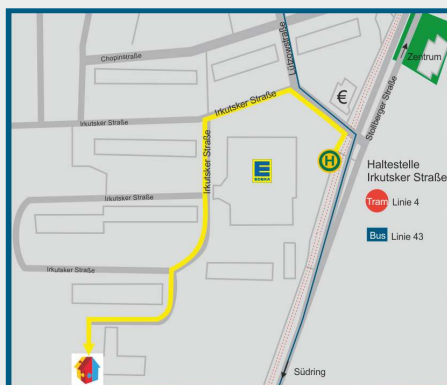 Chopinstraße
Lützowstraße
Zentrum
Irkutsker Straße
€
Stollberger Straße
Irkutsker Straße
Irkutsker Straße
H
E
EDEKA
Haltestelle
Irkutsker Straße
Irkutsker Straße
Tram Linie 4
Bus Linie 43
Irkutsker Straße
Südring